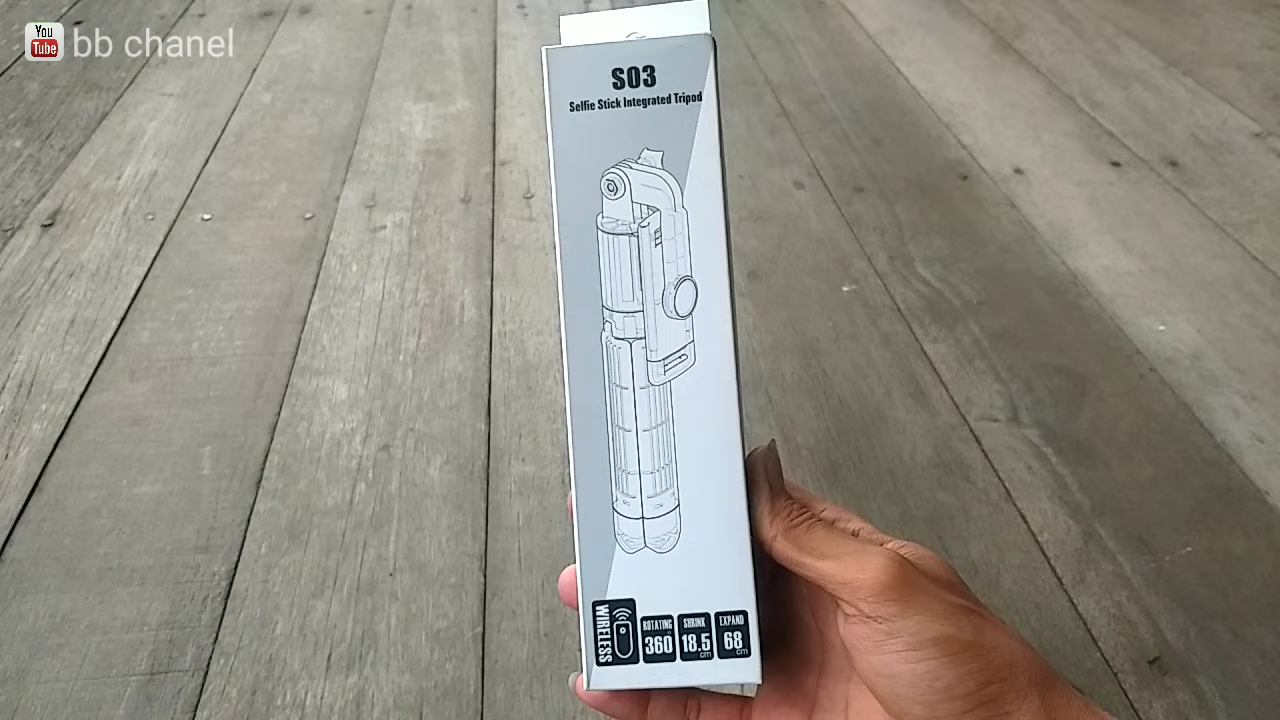 You
Tube
bb chanel
S03
Selfie Stick Integrated Tripod
WIRELESS
ROTATING
360°
SHRINK
18.5
cm
EXPAND
68
cm